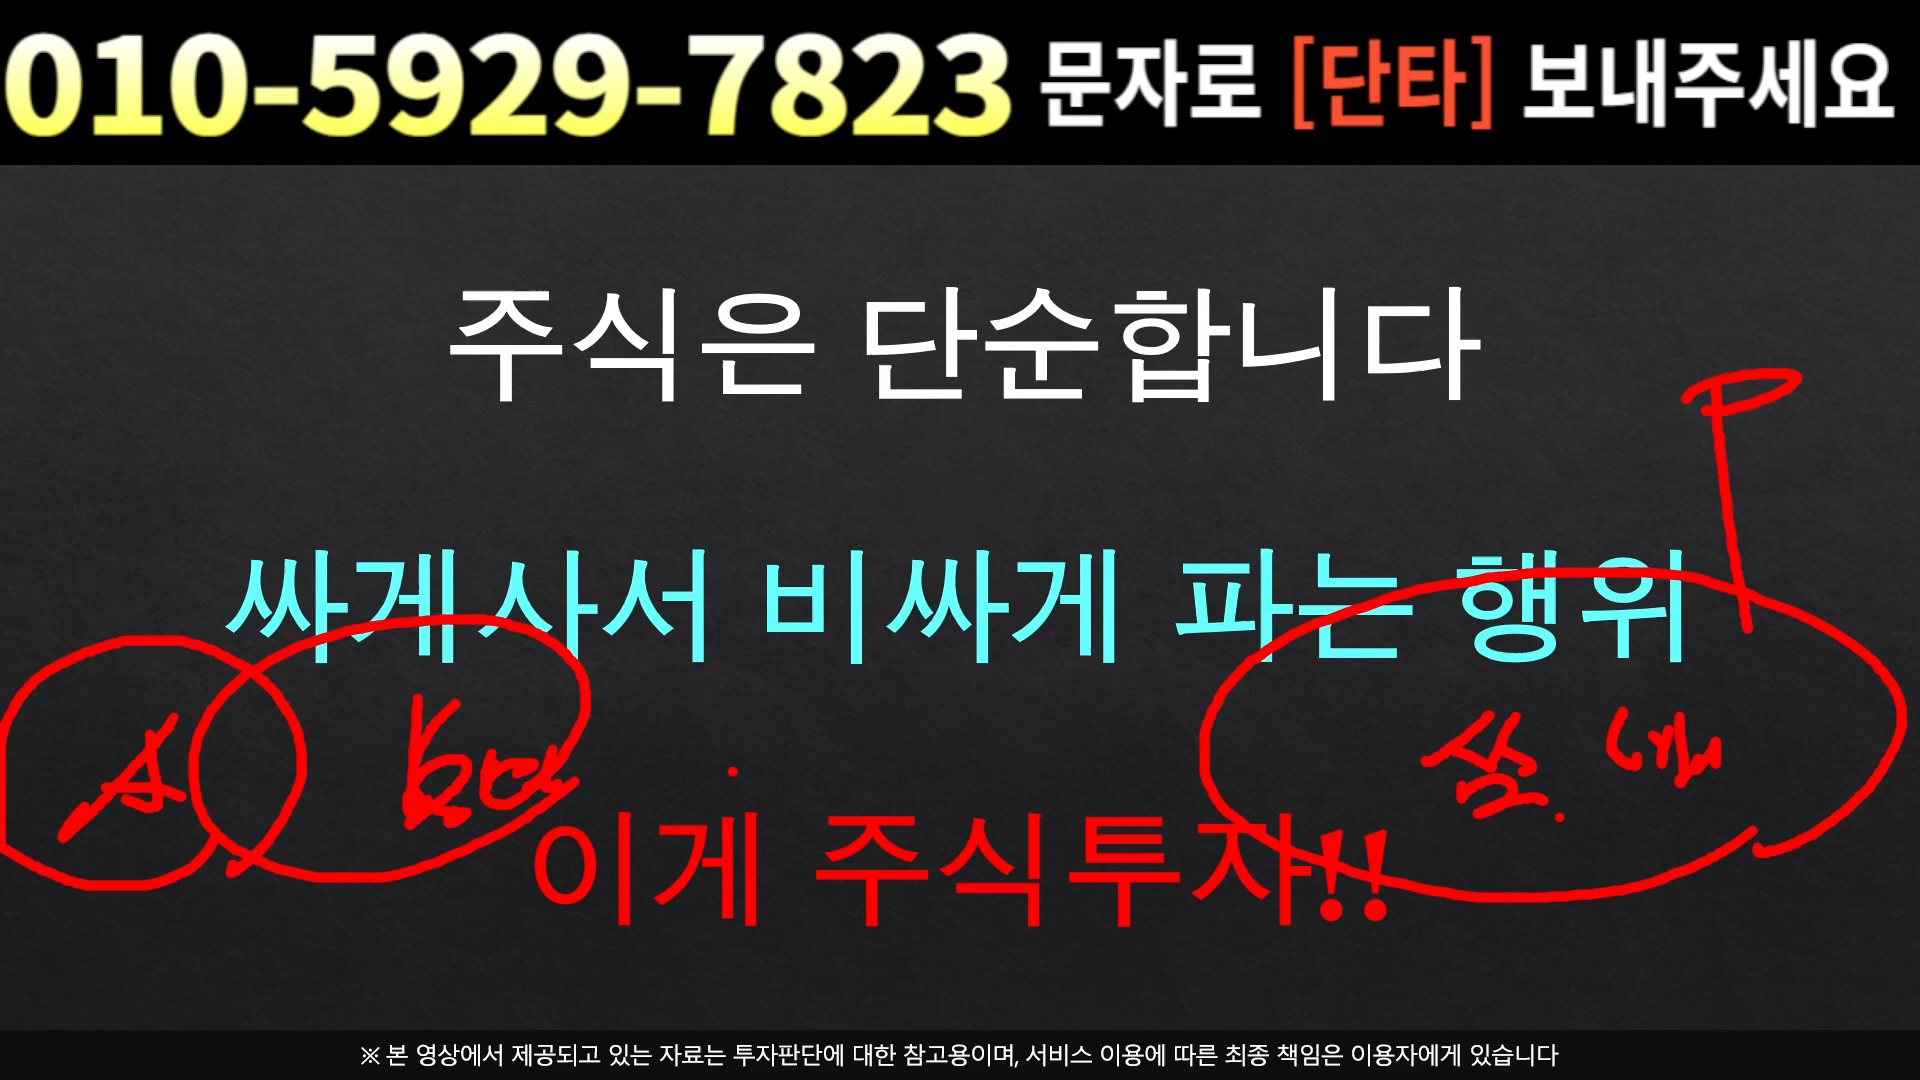 010-5929-7823 문자로 [단타] 보내주세요
주식은 단순합니다
싸게사서 비싸게 파는 행위
이게 주식투자!!
※ 본 영상에서 제공되고 있는 자료는 투자판단에 대한 참고용이며, 서비스 이용에 따른 최종 책임은 이용자에게 있습니다